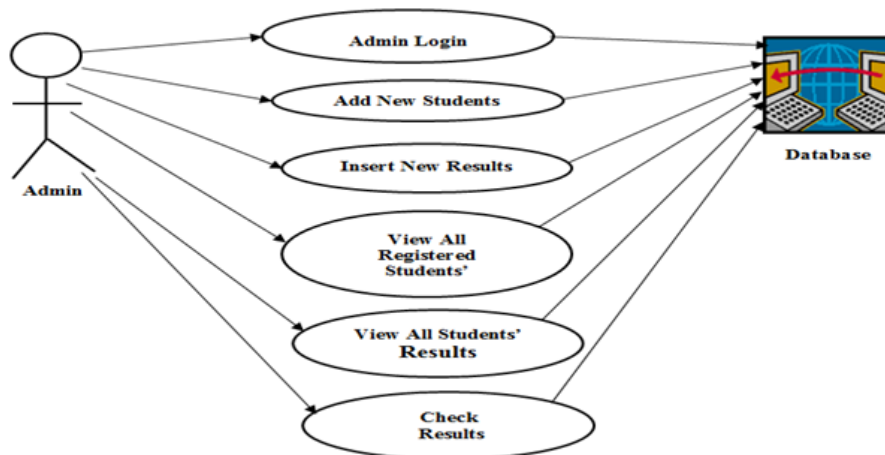 Admin Login
Add New Students
Insert New Results
Database
Admin
View All
Registered
Students’
View All Students’
Results
Check
Results